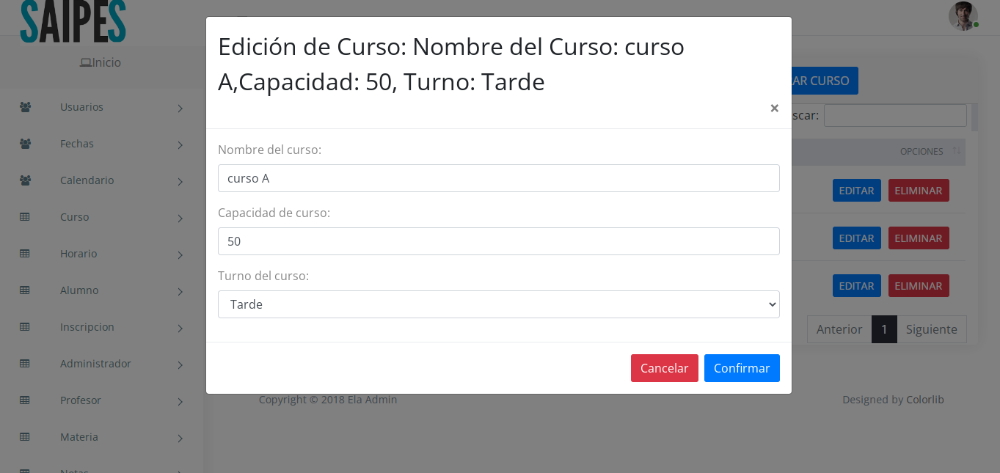 SAIPES
Inicio
Usuarios
Fechas
Calendario
Curso
Horario
Alumno
Inscripcion
Administrador
Profesor
Materia
Notas
Edición de Curso: Nombre del Curso: curso
A,Capacidad: 50, Turno: Tarde
×
Nombre del curso:
curso A
Capacidad de curso:
50
Turno del curso:
Tarde
Cancelar Confirmar
AR CURSO
scar:
OPCIONES
EDITAR ELIMINAR
EDITAR ELIMINAR
EDITAR ELIMINAR
Anterior 1 Siguiente
Copyright © 2018 Ela Admin
Designed by Colorlib